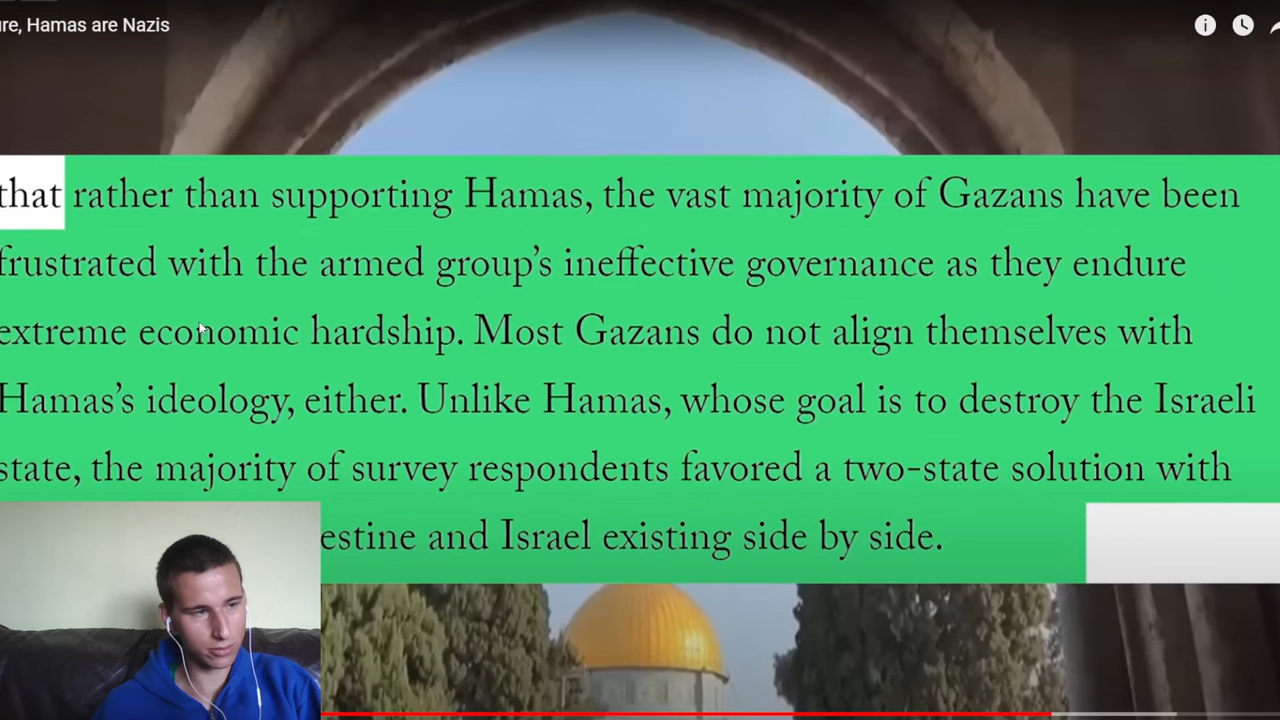 ure, Hamas are Nazis
that rather than supporting Hamas, the vast majority of Gazans have been
frustrated with the armed group’s ineffective governance as they endure
extreme economic hardship. Most Gazans do not align themselves with
Hamas’s ideology, either. Unlike Hamas, whose goal is to destroy the Israeli
state, the majority of survey respondents favored a two-state solution with
estine and Israel existing side by side.